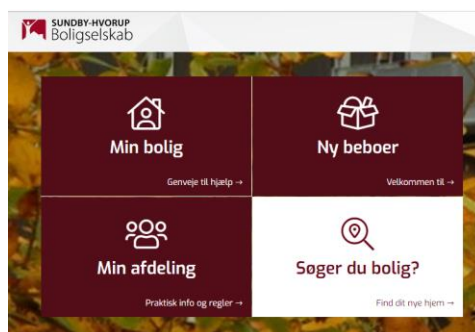 SUNDBY-HVORUP
Boligselskab
Min bolig
Genveje til hjælp →
Ny beboer
Velkommen til →
Min afdeling
Praktisk info og regler →
Søger du bolig?
Find dit nye hjem →